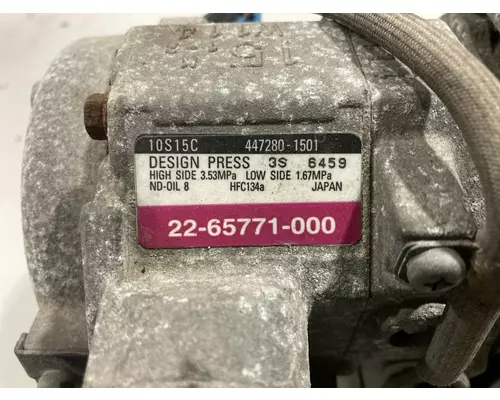 10S15C 447280-1501
DESIGN PRESS 3S 6459
HIGH SIDE 3.53MPa LOW SIDE 1.67MPa
ND-OIL 8 HFC134a JAPAN
22-65771-000